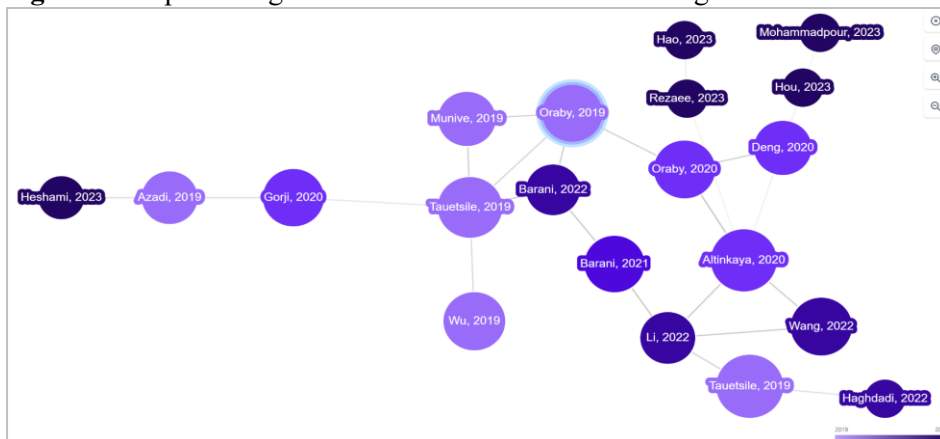 Hao, 2023
Mohammadpour, 2023
Rezaee, 2023
Hou, 2023
Munive, 2019
Oraby, 2019
Oraby, 2020
Deng, 2020
Heshami, 2023
Azadi, 2019
Gorji, 2020
Tauetsile, 2019
Barani, 2022
Barani, 2021
Altinkaya, 2020
Wu, 2019
Li, 2022
Wang, 2022
Tauetsile, 2019
Haghdadi, 2022
2019